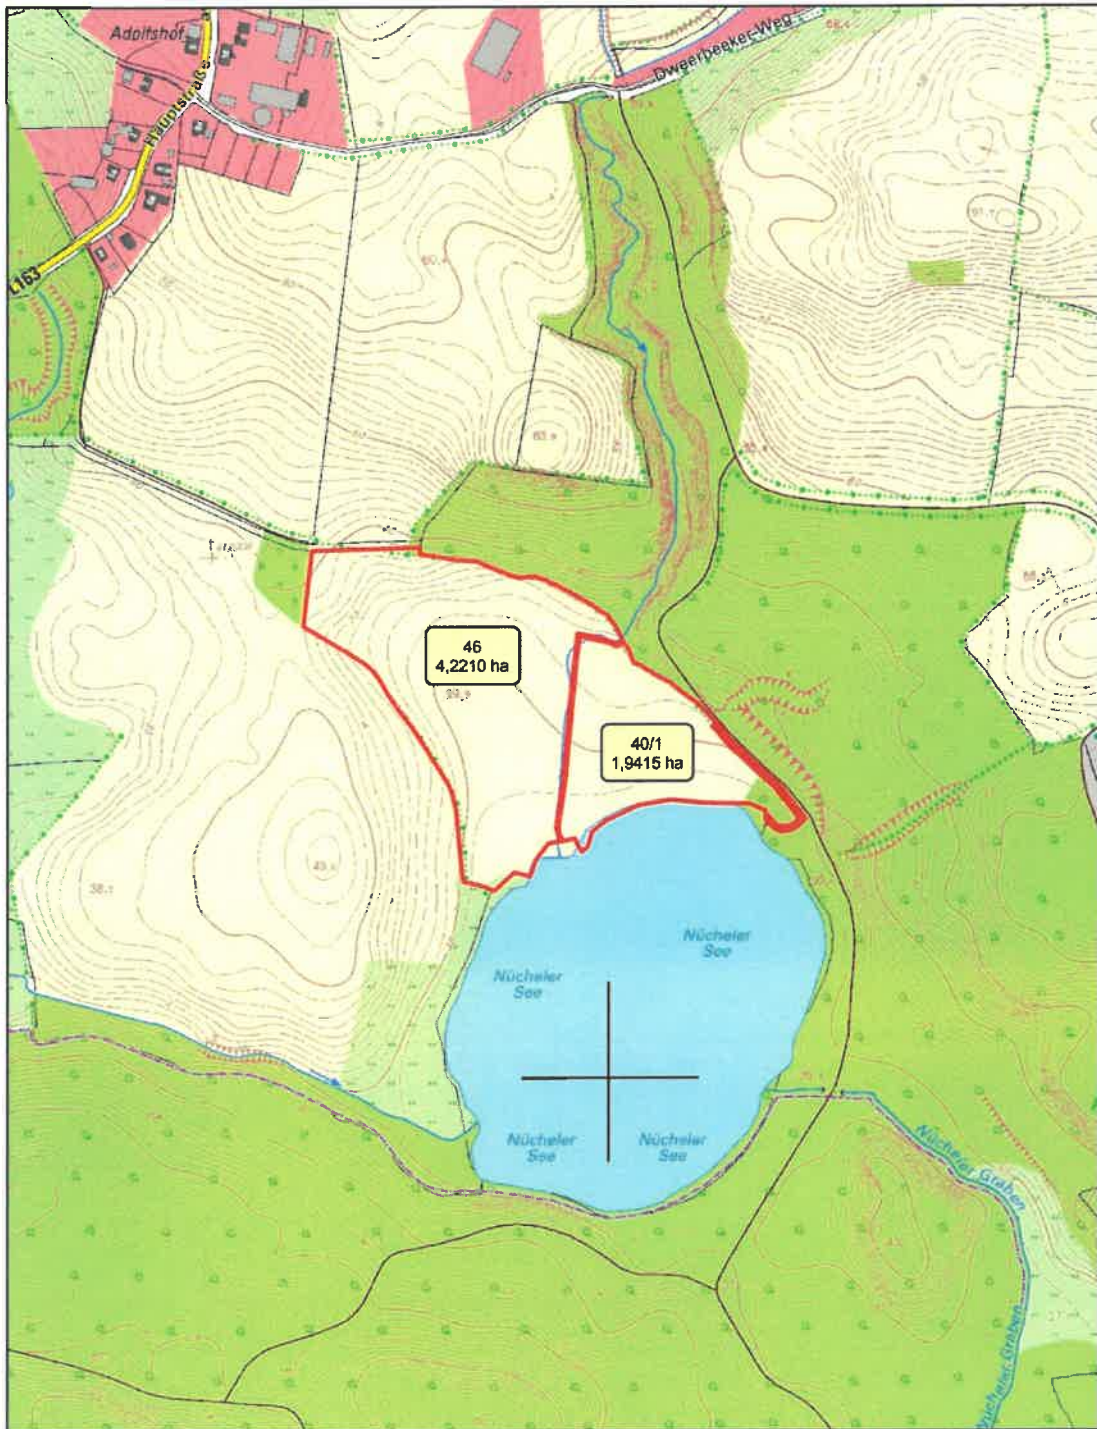 Adolfshof
Hauptstraße
L163
Dweerbeeker-Weg
46
4,2210 ha
40/1
1,9415 ha
Nücheler
See
Nücheler
See
Nücheler
See
Nücheler
See
Nücheler Graben
Nücheler Graben